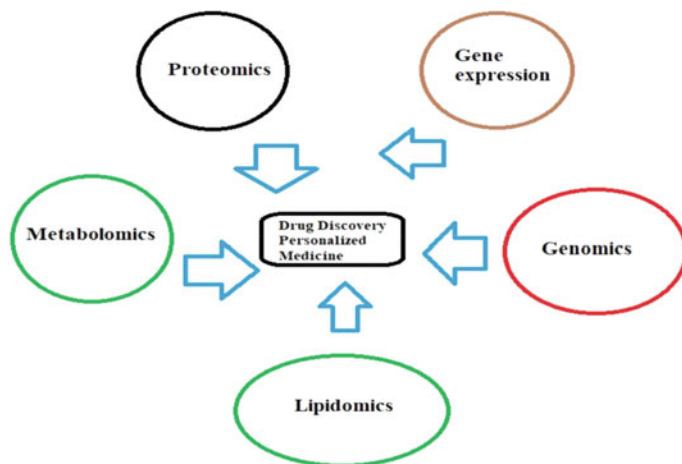 Proteomics
Gene
expression
Metabolomics
Drug Discovery
Personalized
Medicine
Genomics
Lipidomics